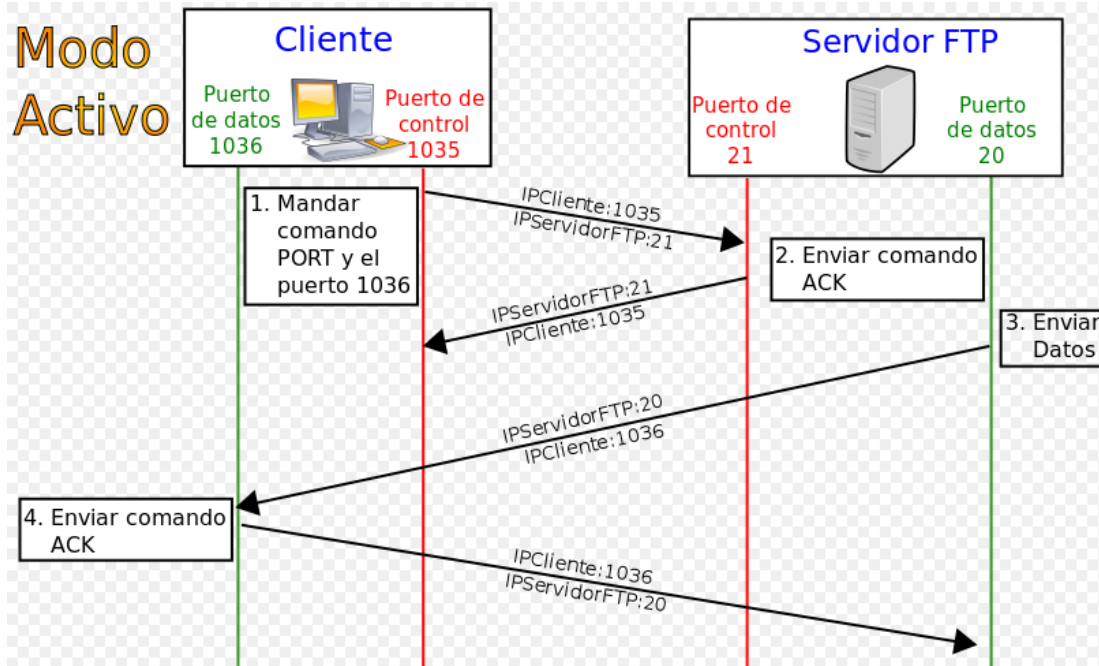 Modo
Activo
Cliente
Puerto
de datos
1036
Puerto de
control
1035
Servidor FTP
Puerto de
control
21
Puerto
de datos
20
1. Mandar
comando
PORT y el
puerto 1036
IPCliente:1035
IPServidorFTP:21
2. Enviar comando
ACK
IPServidorFTP:21
IPCliente:1035
3. Enviar
Datos
IPServidorFTP:20
IPCliente:1036
4. Enviar comando
ACK
IPCliente:1036
IPServidorFTP:20